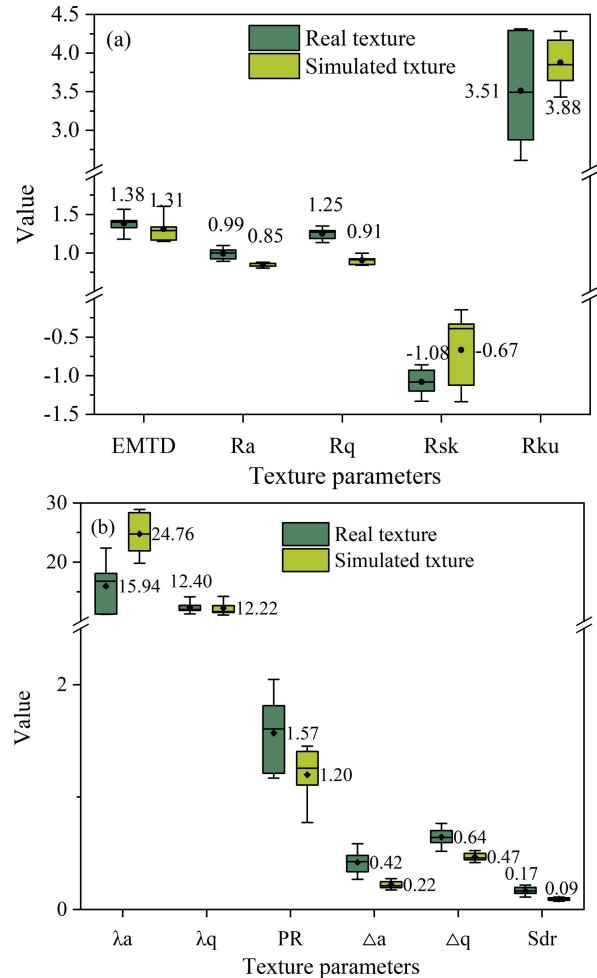 4.5
(a)
Real texture
Simulated txture
4.0
3.5
3.51
3.88
3.0
Value
1.38
1.31
1.25
1.5
0.99
0.85
0.91
1.0
-0.5
-1.08
-0.67
-1.0
-1.5
EMTD Ra Rq Rsk Rku
Texture parameters
30
(b)
Real texture
Simulated txture
24.76
20
15.94
12.40
12.22
Value
2
1.57
1.20
0.64
0.42
0.47
0.22
0.17
0.09
0
λa λq PR △a △q Sdr
Texture parameters